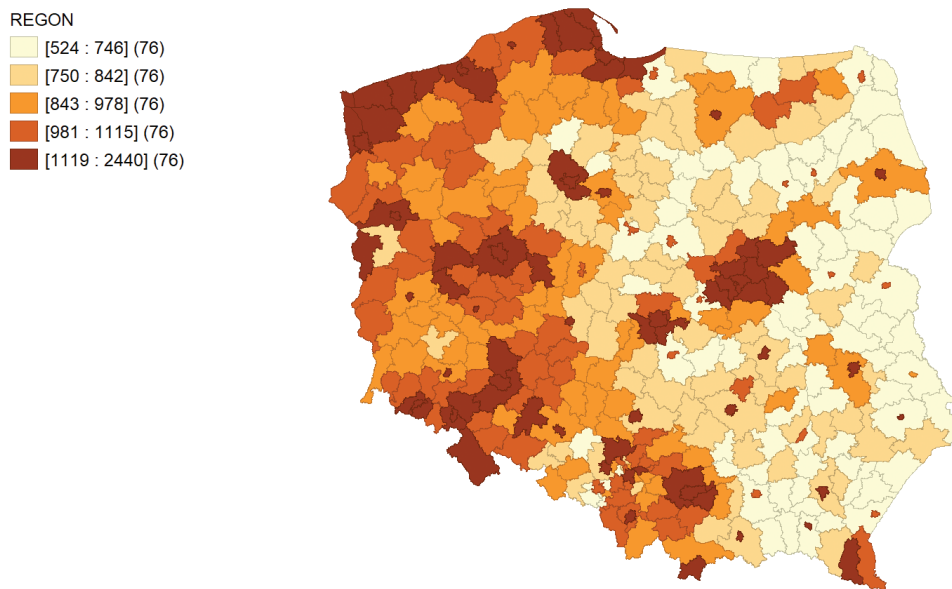 REGON
[524 : 746] (76)
[750 : 842] (76)
[843 : 978] (76)
[981 : 1115] (76)
[1119 : 2440] (76)